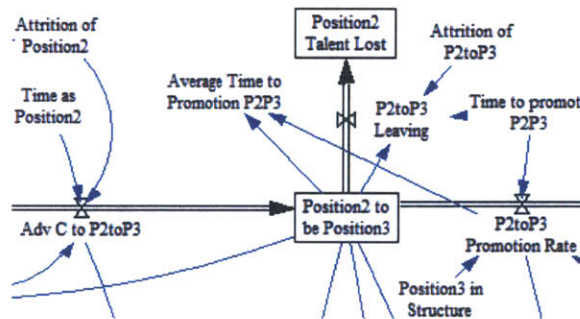 Attrition of
Position2
Position2
Talent Lost
Attrition of
P2toP3
Time as
Position2
Average Time to
Promotion P2P3
P2toP3
Leaving
Time to promot
P2P3
Adv C to P2toP3
Position2 to
be Position3
P2toP3
Promotion Rate
Position3 in
Structure